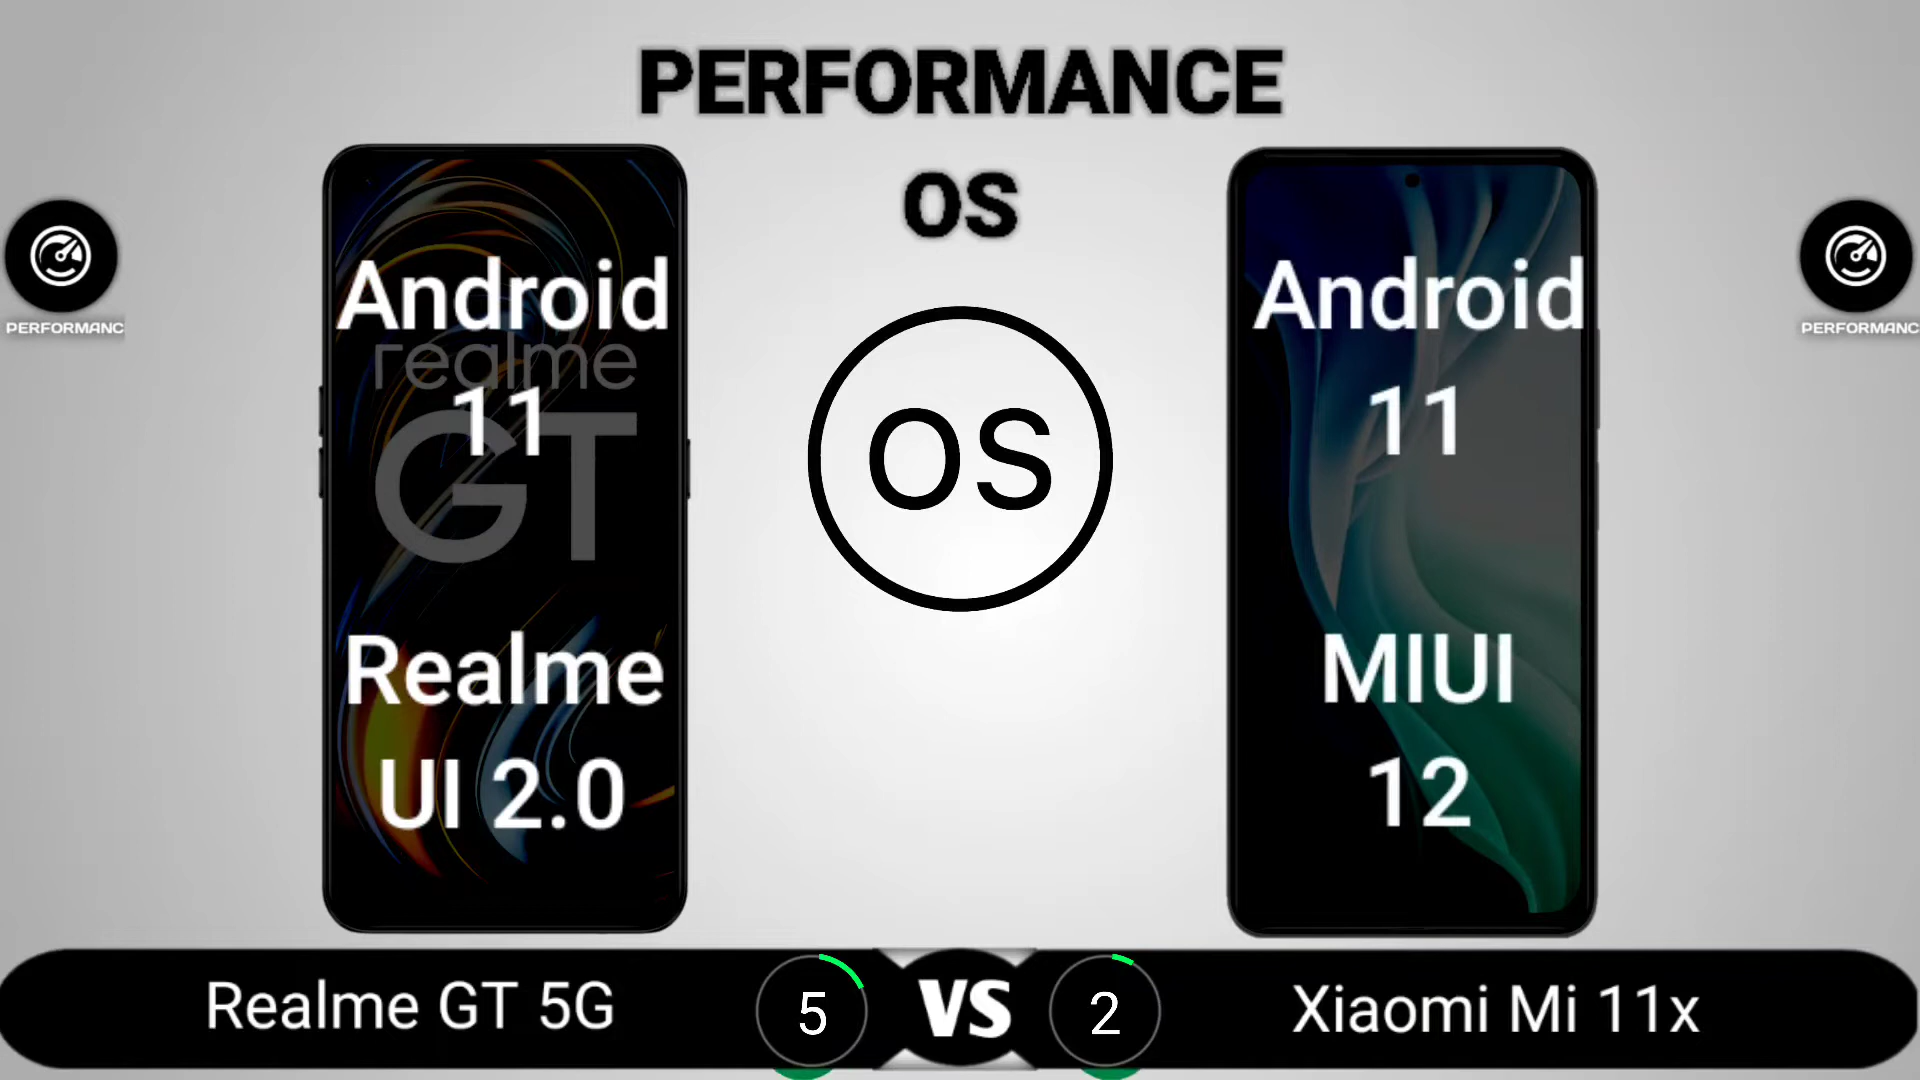 PERFORMANCE
OS
PERFORMANC
Android
realme
11
GT
Realme
UI 2.0
OS
Android
11
MIUI
12
PERFORMANC
Realme GT 5G
5
VS
2
Xiaomi Mi 11x